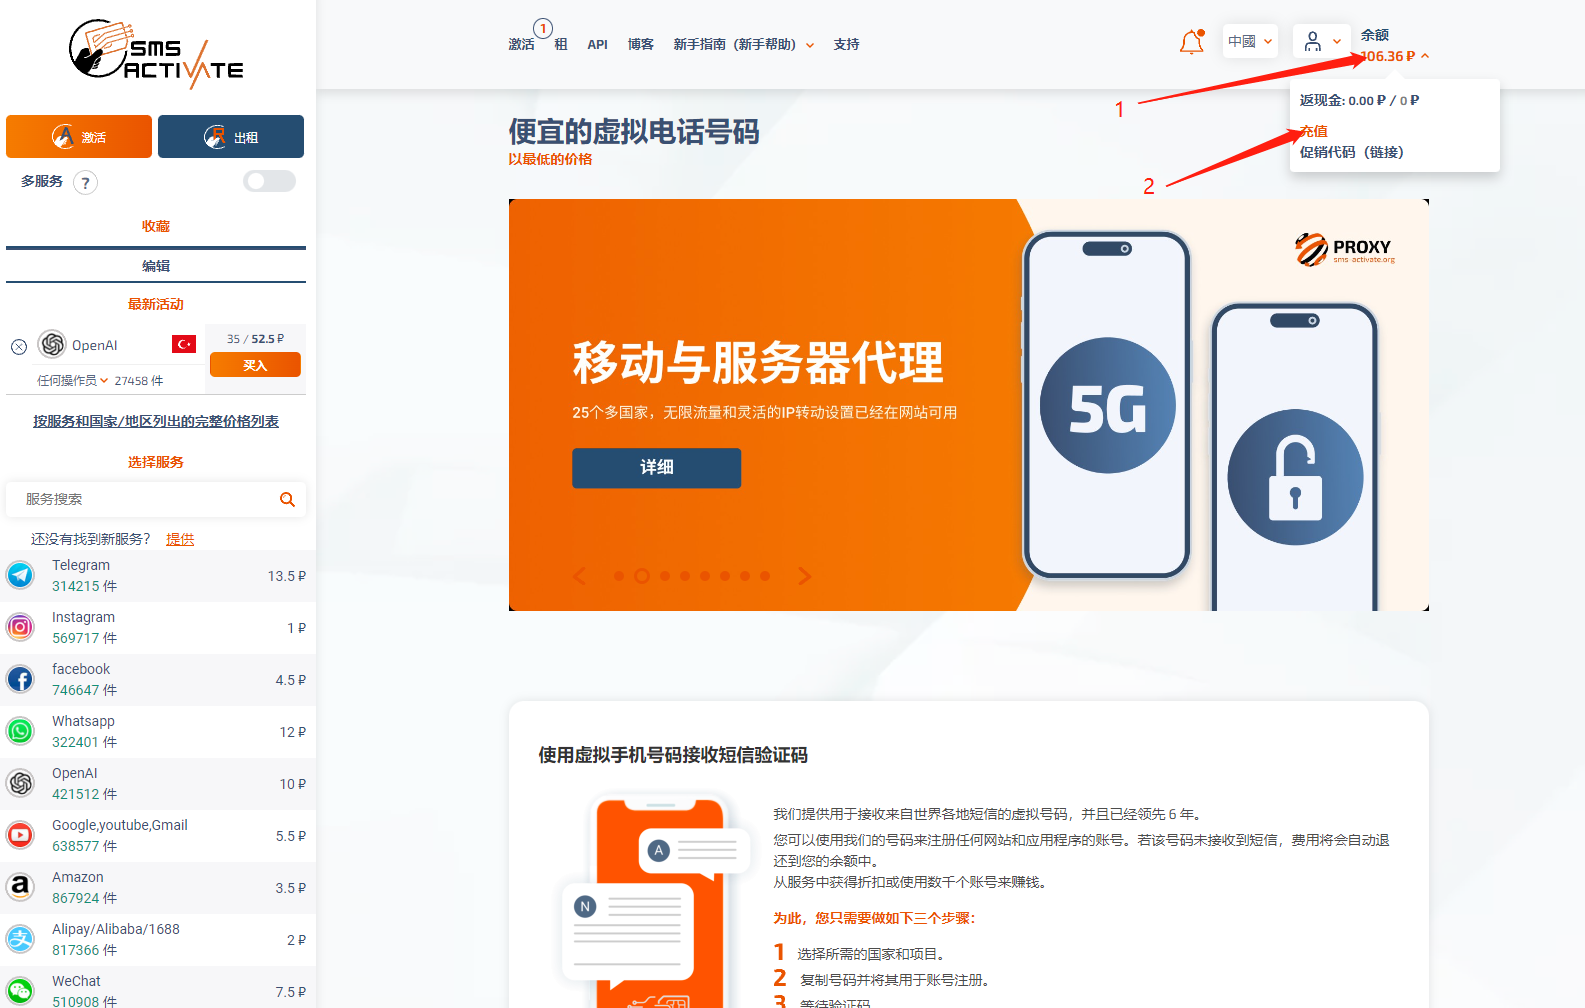 SMS
ACTIVATE
激活
出租
多服务 ?
收藏
编辑
最新活动
OpenAI
35 / 52.5 ₽
买入
任何操作员 27458 件
按服务和国家/地区列出的完整价格列表
选择服务
服务搜索
还没有找到新服务? 提供
Telegram
314215 件
13.5 ₽
Instagram
569717 件
1 ₽
facebook
746647 件
4.5 ₽
Whatsapp
322401 件
12 ₽
OpenAI
421512 件
10 ₽
Google,youtube,Gmail
638577 件
5.5 ₽
Amazon
867924 件
3.5 ₽
Alipay/Alibaba/1688
817366 件
2 ₽
WeChat
510908 件
7.5 ₽
激活 1 租 API 博客 新手指南（新手帮助） 支持
中國
余额
106.36 ₽
返现金: 0.00 ₽ / 0 ₽
充值
促销代码（链接）
1
2
便宜的虚拟电话号码
以最低的价格
PROXY
sms-activate.org
移动与服务器代理
25个多国家，无限流量和灵活的IP转动设置已经在网站可用
详细
5G
使用虚拟手机号码接收短信验证码
A
N
我们提供用于接收来自世界各地短信的虚拟号码，并且已经领先 6 年。
您可以使用我们的号码来注册任何网站和应用程序的账号。若该号码未接收到短信，费用将会自动退
还到您的余额中。
从服务中获得折扣或使用数千个账号来赚钱。
为此，您只需要做如下三个步骤：
1 选择所需的国家和项目。
2 复制号码并将其用于账号注册。
3 等待验证码